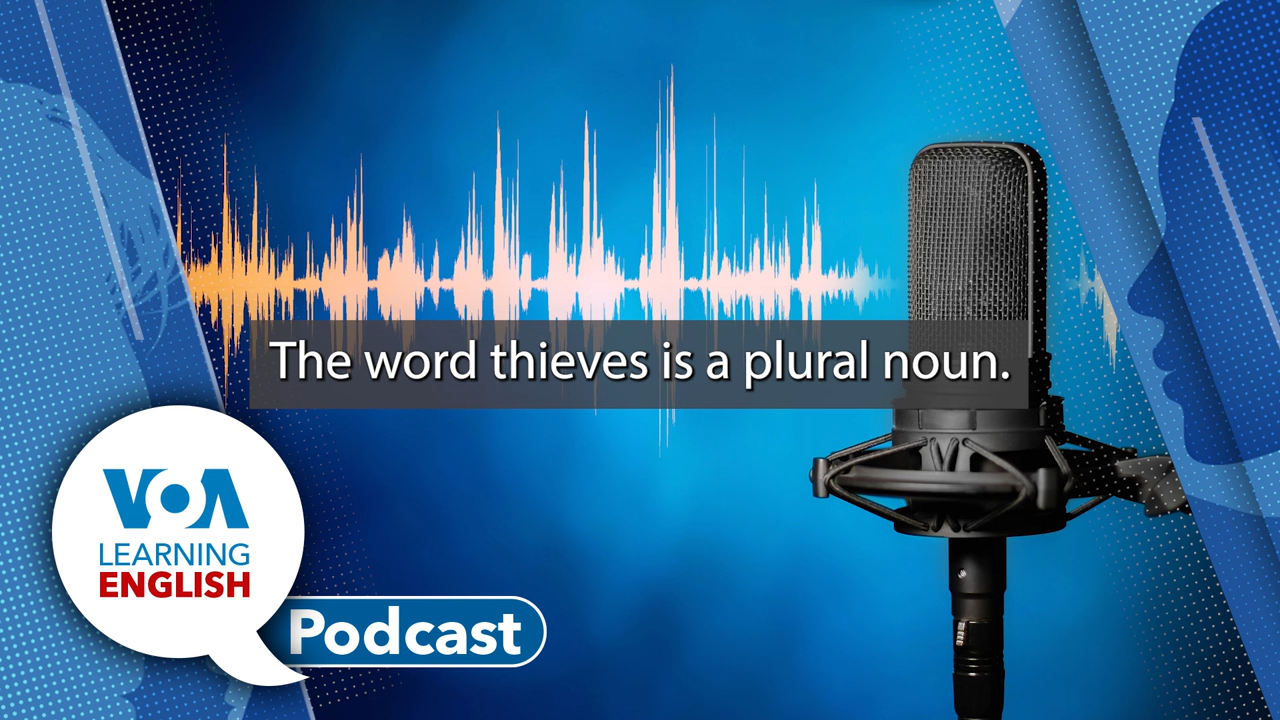 The word thieves is a plural noun.
VOA
LEARNING
ENGLISH
Podcast